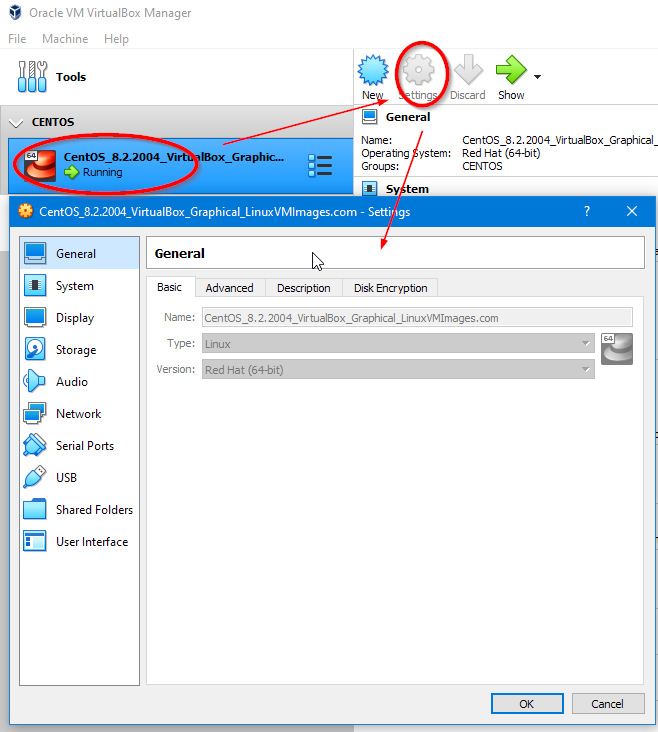 Oracle VM VirtualBox Manager
File Machine Help
Tools
New Settings Discard Show
CENTOS
64 CentOS_8.2.2004_VirtualBox_Graphic...
Running
General
Name: CentOS_8.2.2004_VirtualBox_Graphical_
Operating System: Red Hat (64-bit)
Groups: CENTOS
System
CentOS_8.2.2004_VirtualBox_Graphical_LinuxVMImages.com - Settings ?
General
System
Display
Storage
Audio
Network
Serial Ports
USB
Shared Folders
User Interface
General
Basic Advanced Description Disk Encryption
Name: CentOS_8.2.2004_VirtualBox_Graphical_LinuxVMImages.com
Type: Linux
64
Version: Red Hat (64-bit)
OK Cancel